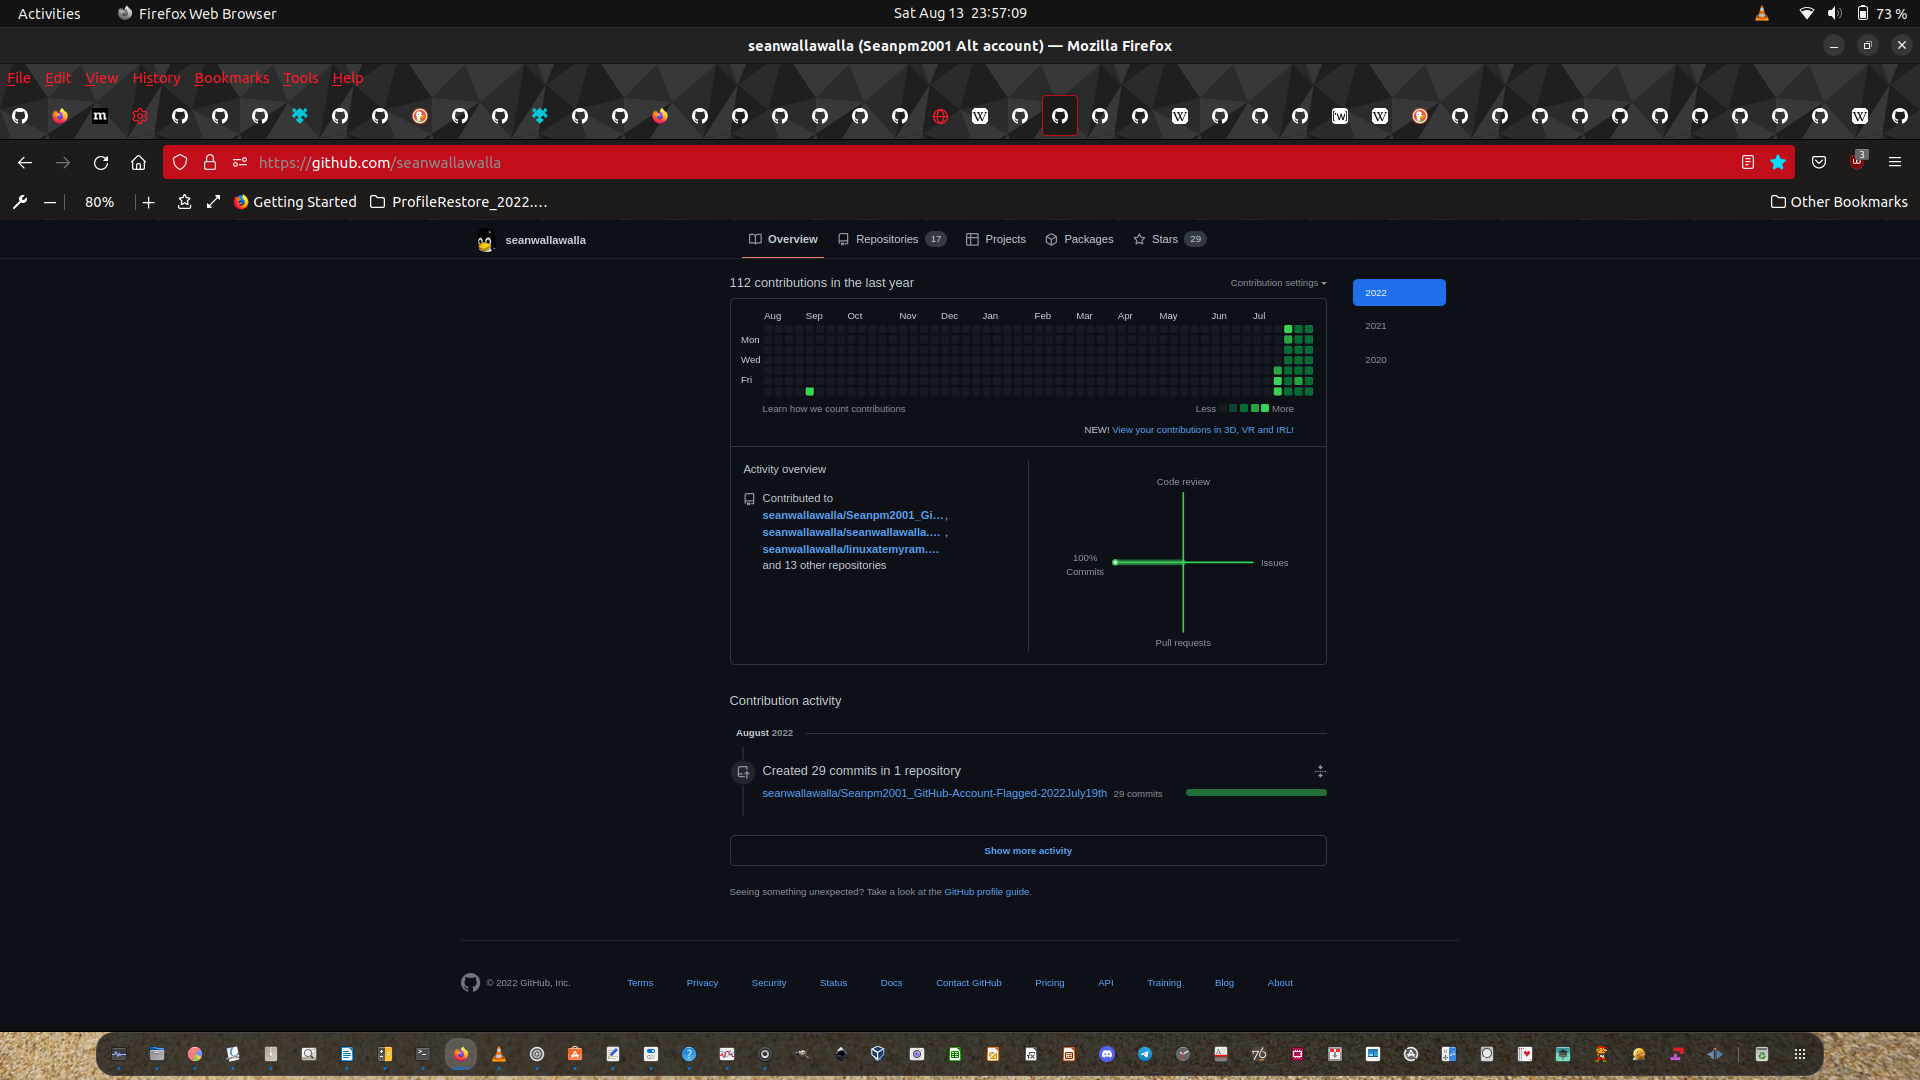 Activities Firefox Web Browser Sat Aug 13 23:57:09 73 %
seanwallawalla (Seanpm2001 Alt account) — Mozilla Firefox
File Edit View History Bookmarks Tools Help
https://github.com/seanwallawalla 3
80% Getting Started ProfileRestore_2022.... Other Bookmarks
seanwallawalla Overview Repositories 17 Projects Packages Stars 29
112 contributions in the last year Contribution settings
2022
2021
2020
Aug Sep Oct Nov Dec Jan Feb Mar Apr May Jun Jul
Mon
Wed
Fri
Learn how we count contributions Less More
NEW! View your contributions in 3D, VR and IRL!
Activity overview
Contributed to
seanwallawalla/Seanpm2001_Gi... ,
seanwallawalla/seanwallawalla.... ,
seanwallawalla/linuxatemyram....
and 13 other repositories
Code review
100%
Commits
Issues
Pull requests
Contribution activity
August 2022
Created 29 commits in 1 repository
seanwallawalla/Seanpm2001_GitHub-Account-Flagged-2022July19th 29 commits
Show more activity
Seeing something unexpected? Take a look at the GitHub profile guide.
© 2022 GitHub, Inc. Terms Privacy Security Status Docs Contact GitHub Pricing API Training Blog About